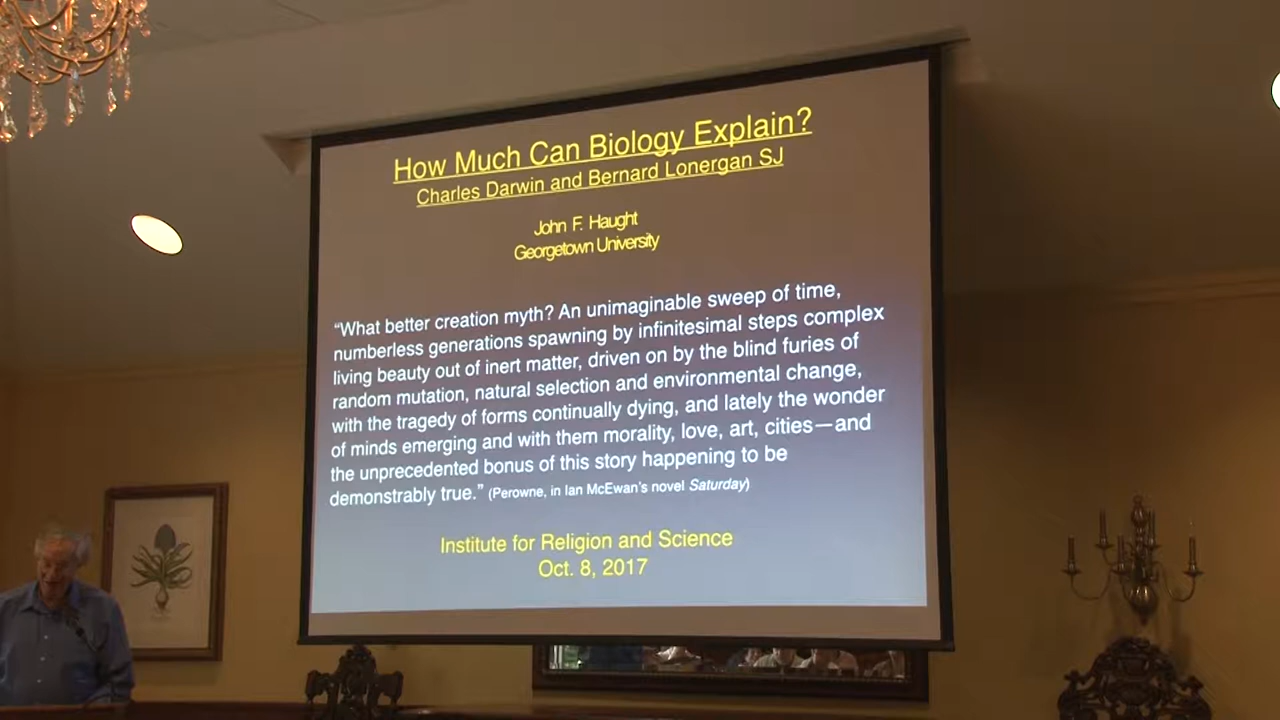 How Much Can Biology Explain?
Charles Darwin and Bernard Lonergan SJ
John F. Haught
Georgetown University
“What better creation myth? An unimaginable sweep of time,
numberless generations spawning by infinitesimal steps complex
living beauty out of inert matter, driven on by the blind furies of
random mutation, natural selection and environmental change,
with the tragedy of forms continually dying, and lately the wonder
of minds emerging and with them morality, love, art, cities—and
the unprecedented bonus of this story happening to be
demonstrably true.” (Perowne, in Ian McEwan's novel Saturday)
Institute for Religion and Science
Oct. 8, 2017